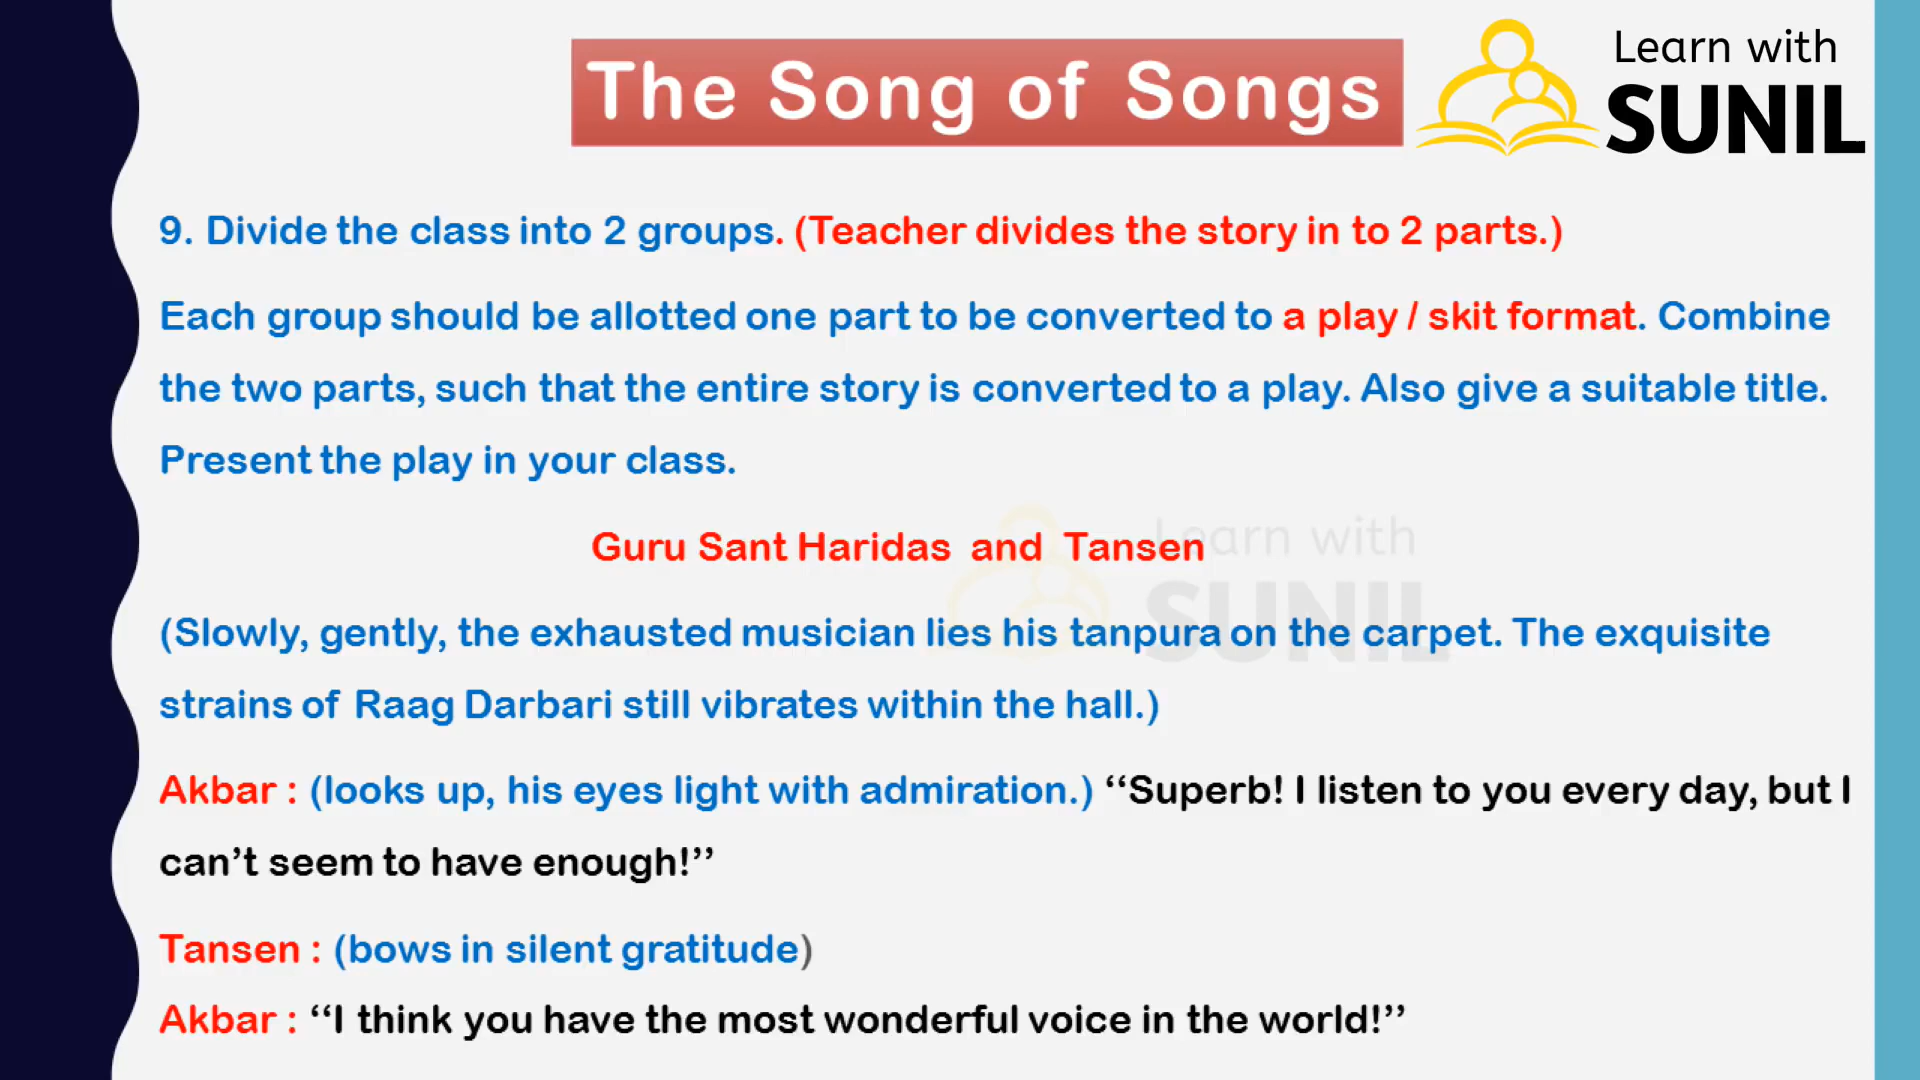 The Song of Songs
Learn with
SUNIL
9. Divide the class into 2 groups. (Teacher divides the story in to 2 parts.)
Each group should be allotted one part to be converted to a play / skit format. Combine
the two parts, such that the entire story is converted to a play. Also give a suitable title.
Present the play in your class.
Guru Sant Haridas and Tansen
Learn with
SUNIL
(Slowly, gently, the exhausted musician lies his tanpura on the carpet. The exquisite
strains of Raag Darbari still vibrates within the hall.)
Akbar : (looks up, his eyes light with admiration.) ‘‘Superb! I listen to you every day, but I
can’t seem to have enough!’’
Tansen : (bows in silent gratitude)
Akbar : ‘‘I think you have the most wonderful voice in the world!’’